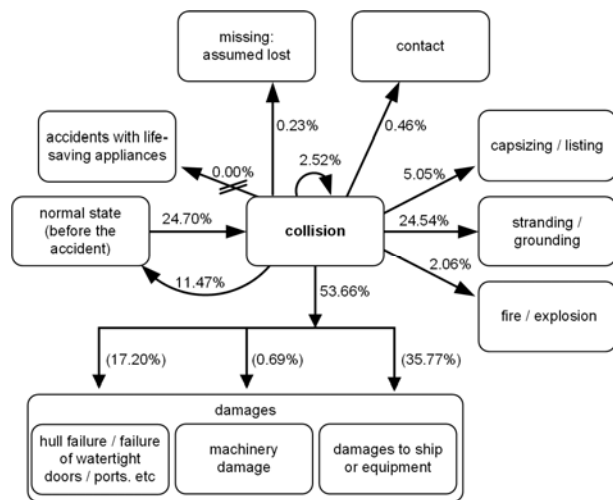 missing:
assumed lost
contact
0.23%
0.46%
accidents with life-
saving appliances
0.00%
2.52%
capsizing / listing
5.05%
normal state
(before the
accident)
24.70%
collision
24.54%
stranding /
grounding
11.47%
2.06%
53.66%
fire / explosion
(17.20%)
(0.69%)
(35.77%)
damages
hull failure / failure
of watertight
doors / ports. etc
machinery
damage
damages to ship
or equipment